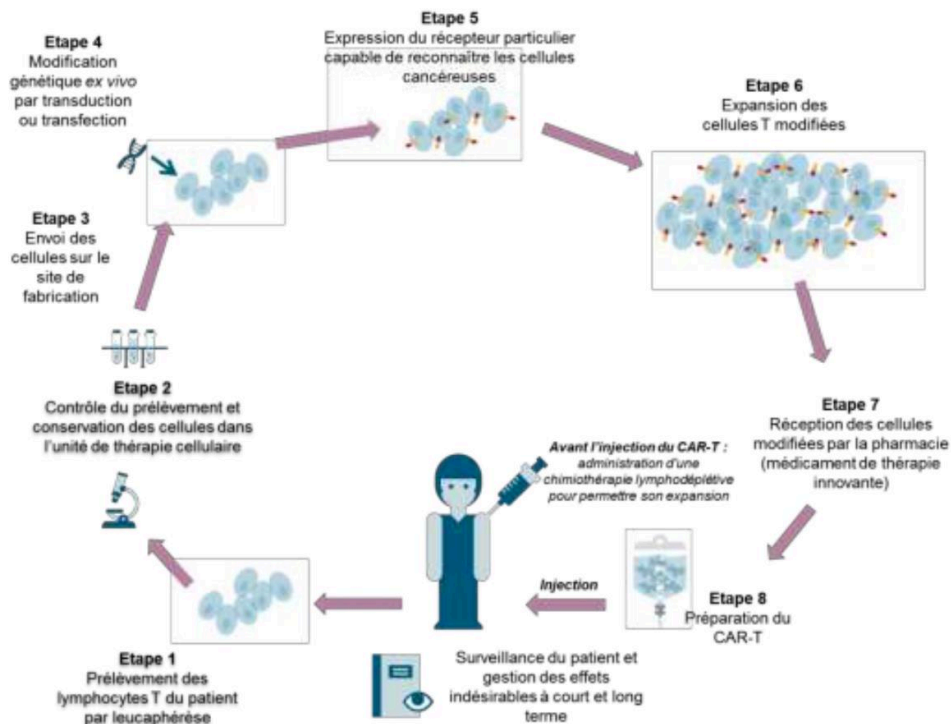 Etape 1
Prélèvement des
lymphocytes T du patient
par leucaphérèse
Etape 2
Contrôle du prélèvement et
conservation des cellules dans
l'unité de thérapie cellulaire
Etape 3
Envoi des
cellules sur le
site de
fabrication
Etape 4
Modification
génétique ex vivo
par transduction
ou transfection
Etape 5
Expression du récepteur particulier
capable de reconnaître les cellules
cancéreuses
Etape 6
Expansion des
cellules T modifiées
Etape 7
Réception des cellules
modifiées par la pharmacie
(médicament de thérapie
innovante)
Etape 8
Préparation du
CAR-T
Avant l'injection du CAR-T :
administration d'une
chimiothérapie lymphodéplétive
pour permettre son expansion
Injection
Surveillance du patient et
gestion des effets
indésirables à court et long
terme